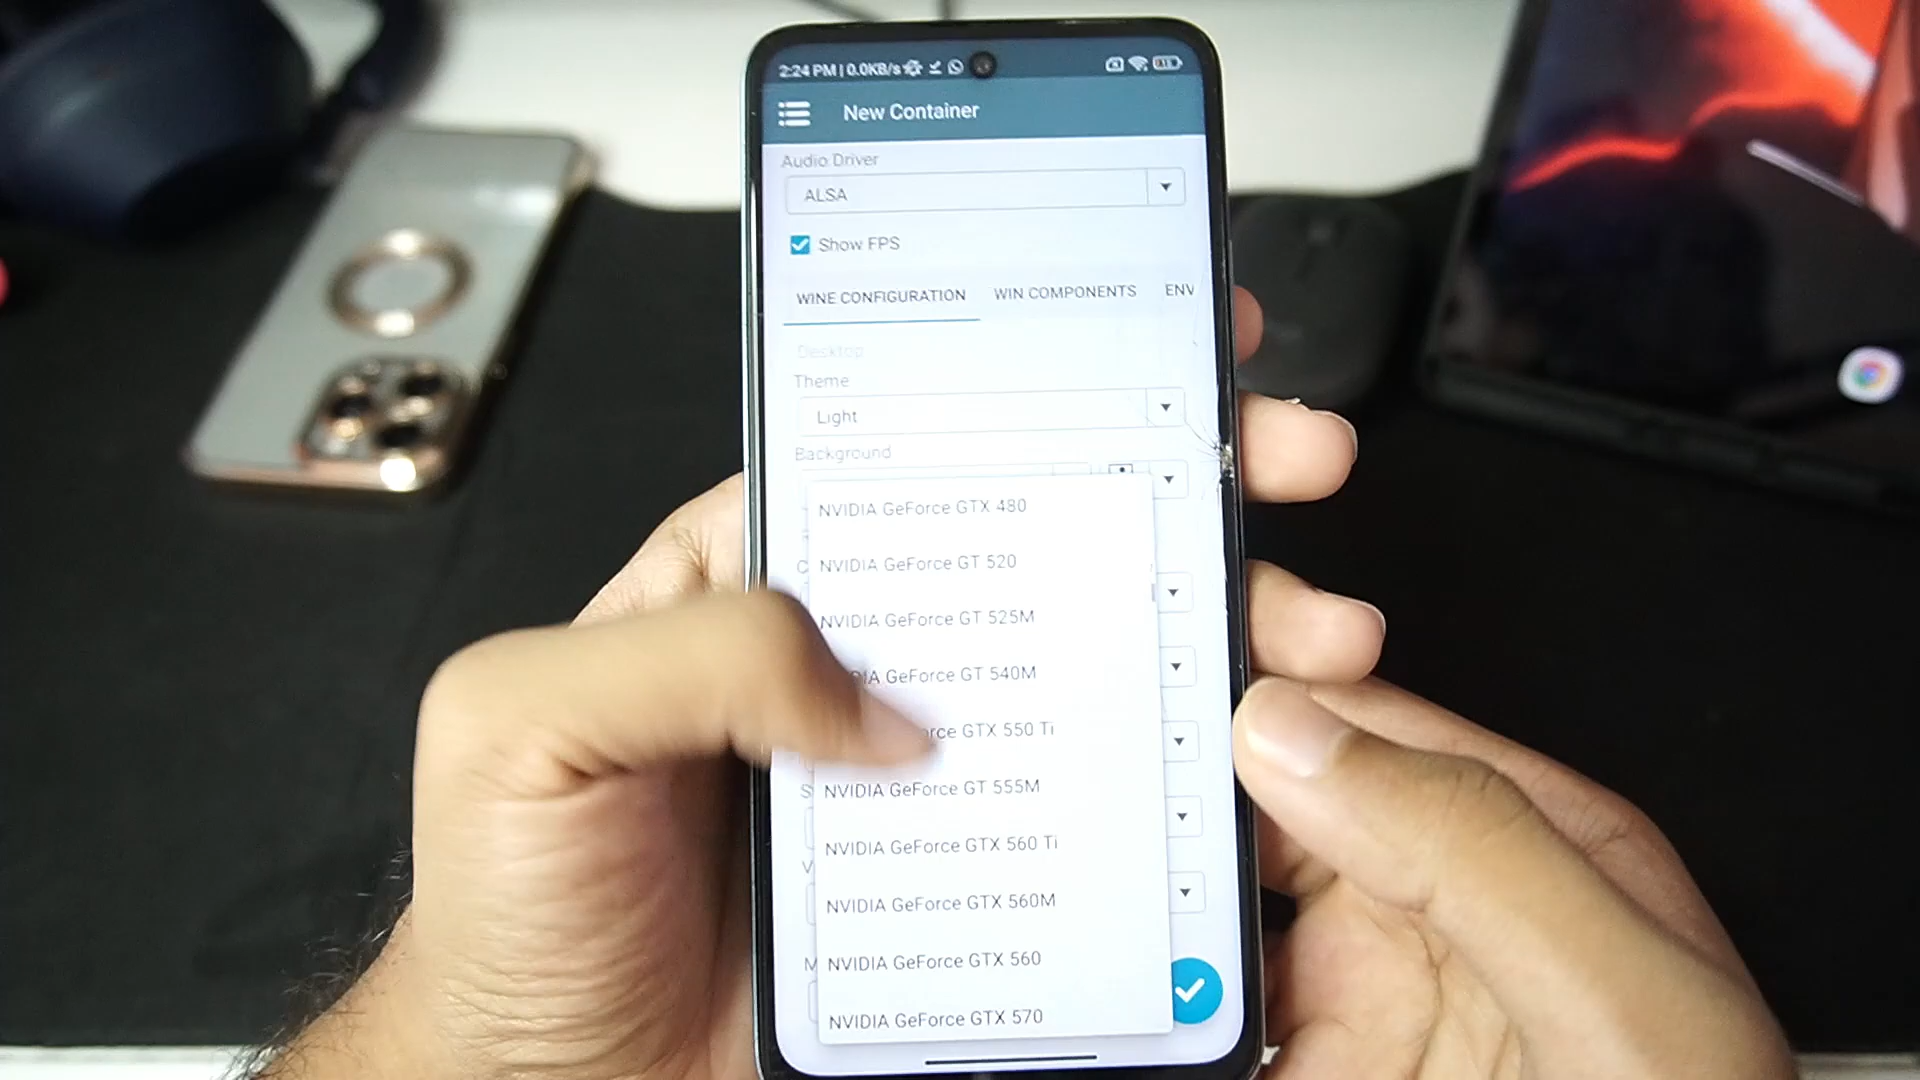 2:24 PM | 0.0KB/s
New Container
Audio Driver
ALSA
Show FPS
WINE CONFIGURATION WIN COMPONENTS ENV
Desktop
Theme
Light
Background
NVIDIA GeForce GTX 480
NVIDIA GeForce GT 520
NVIDIA GeForce GT 525M
GeForce GT 540M
GTX 550 Ti
NVIDIA GeForce GT 555M
NVIDIA GeForce GTX 560 Ti
NVIDIA GeForce GTX 560M
NVIDIA GeForce GTX 560
NVIDIA GeForce GTX 570